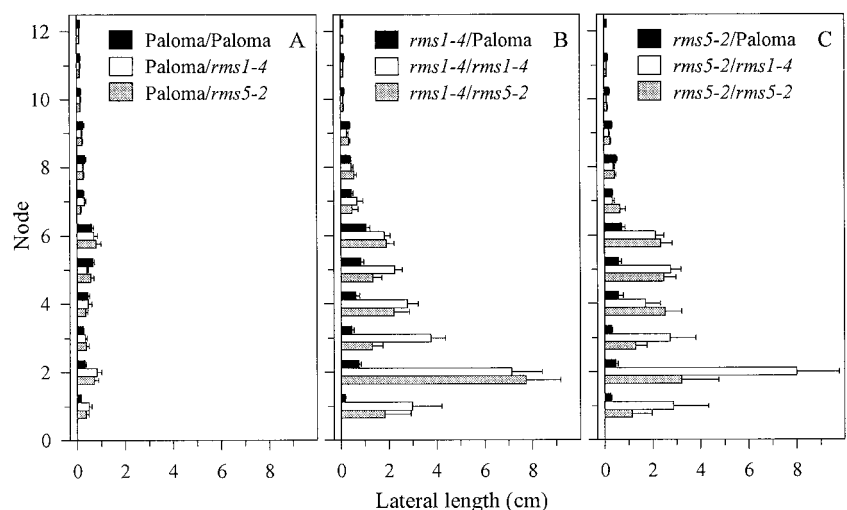 A
Paloma/Paloma
Paloma/rms1-4
Paloma/rms5-2
B
rms1-4/Paloma
rms1-4/rms1-4
rms1-4/rms5-2
C
rms5-2/Paloma
rms5-2/rms1-4
rms5-2/rms5-2
Node
12
10
8
6
4
2
0
0 2 4 6 8
0 2 4 6 8
0 2 4 6 8
Lateral length (cm)